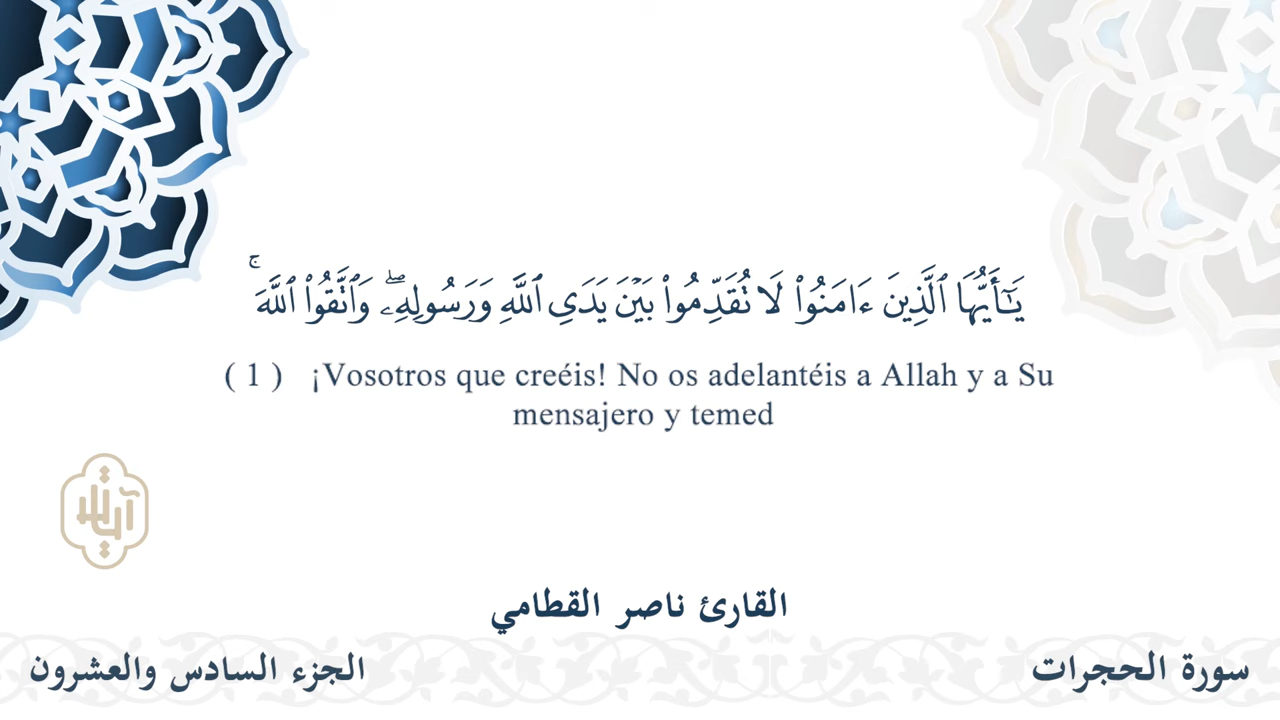 يَـٰٓأَيُّهَا ٱلَّذِينَ ءَامَنُوا۟ لَا تُقَدِّمُوا۟ بَيْنَ يَدَىِ ٱللَّهِ وَرَسُولِهِۦ ۖ وَٱتَّقُوا۟ ٱللَّهَ ۚ
( 1 ) ¡Vosotros que creéis! No os adelantéis a Allah y a Su
mensajero y temed
القارئ ناصر القطامي
سورة الحجرات
الجزء السادس والعشرون